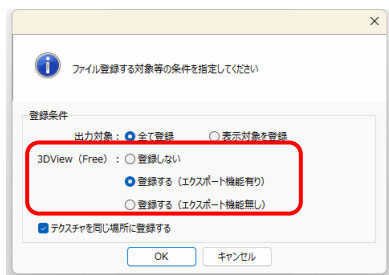 ファイル登録する対象等の条件を指定してください
登録条件
出力対象： 全て登録 表示対象を登録
3DView（Free）： 登録しない
登録する（エクスポート機能有り）
登録する（エクスポート機能無し）
テクスチャを同じ場所に登録する
OK キャンセル